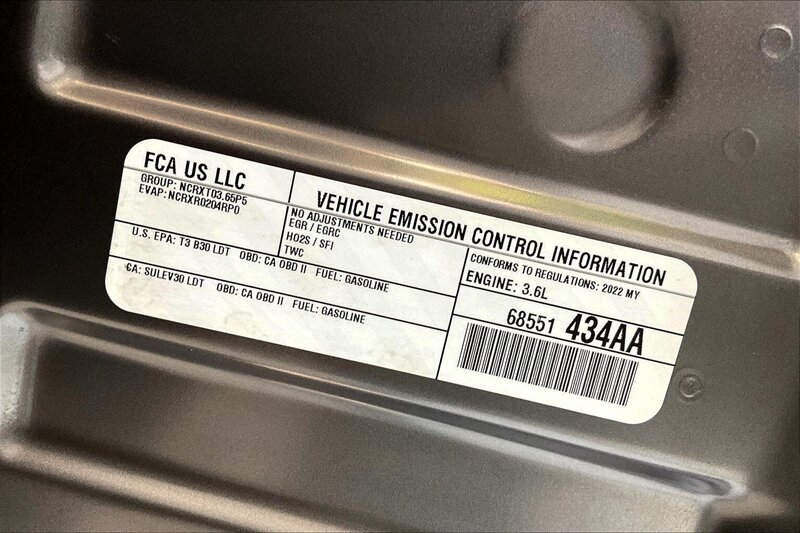 FCA US LLC
GROUP: NCRXT03.65P5
EVAP: NCRXR0204RP0
VEHICLE EMISSION CONTROL INFORMATION
NO ADJUSTMENTS NEEDED
EGR / EGRC
HO2S / SFI
TWC
CONFORMS TO REGULATIONS: 2022 MY
ENGINE: 3.6L
U.S. EPA: T3 B30 LDT OBD: CA OBD II FUEL: GASOLINE
CA: SULEV30 LDT OBD: CA OBD II FUEL: GASOLINE
68551 434AA